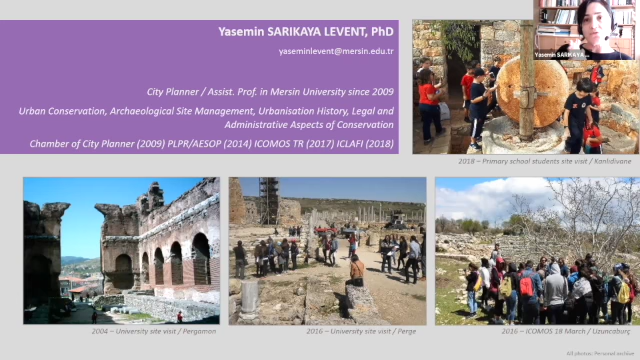 Yasemin SARIKAYA LEVENT, PhD
yaseminlevent@mersin.edu.tr
City Planner / Assist. Prof. in Mersin University since 2009
Urban Conservation, Archaeological Site Management, Urbanisation History, Legal and
Administrative Aspects of Conservation
Chamber of City Planner (2009) PLPR/AESOP (2014) ICOMOS TR (2017) ICLAFI (2018)
Yasemin SARIKAYA
2018 – Primary school students site visit / Kanlıdivane
2004 – University site visit / Pergamon
2016 – University site visit / Perge
2016 – ICOMOS 18 March / Uzuncaburç
All photos: Personal archive